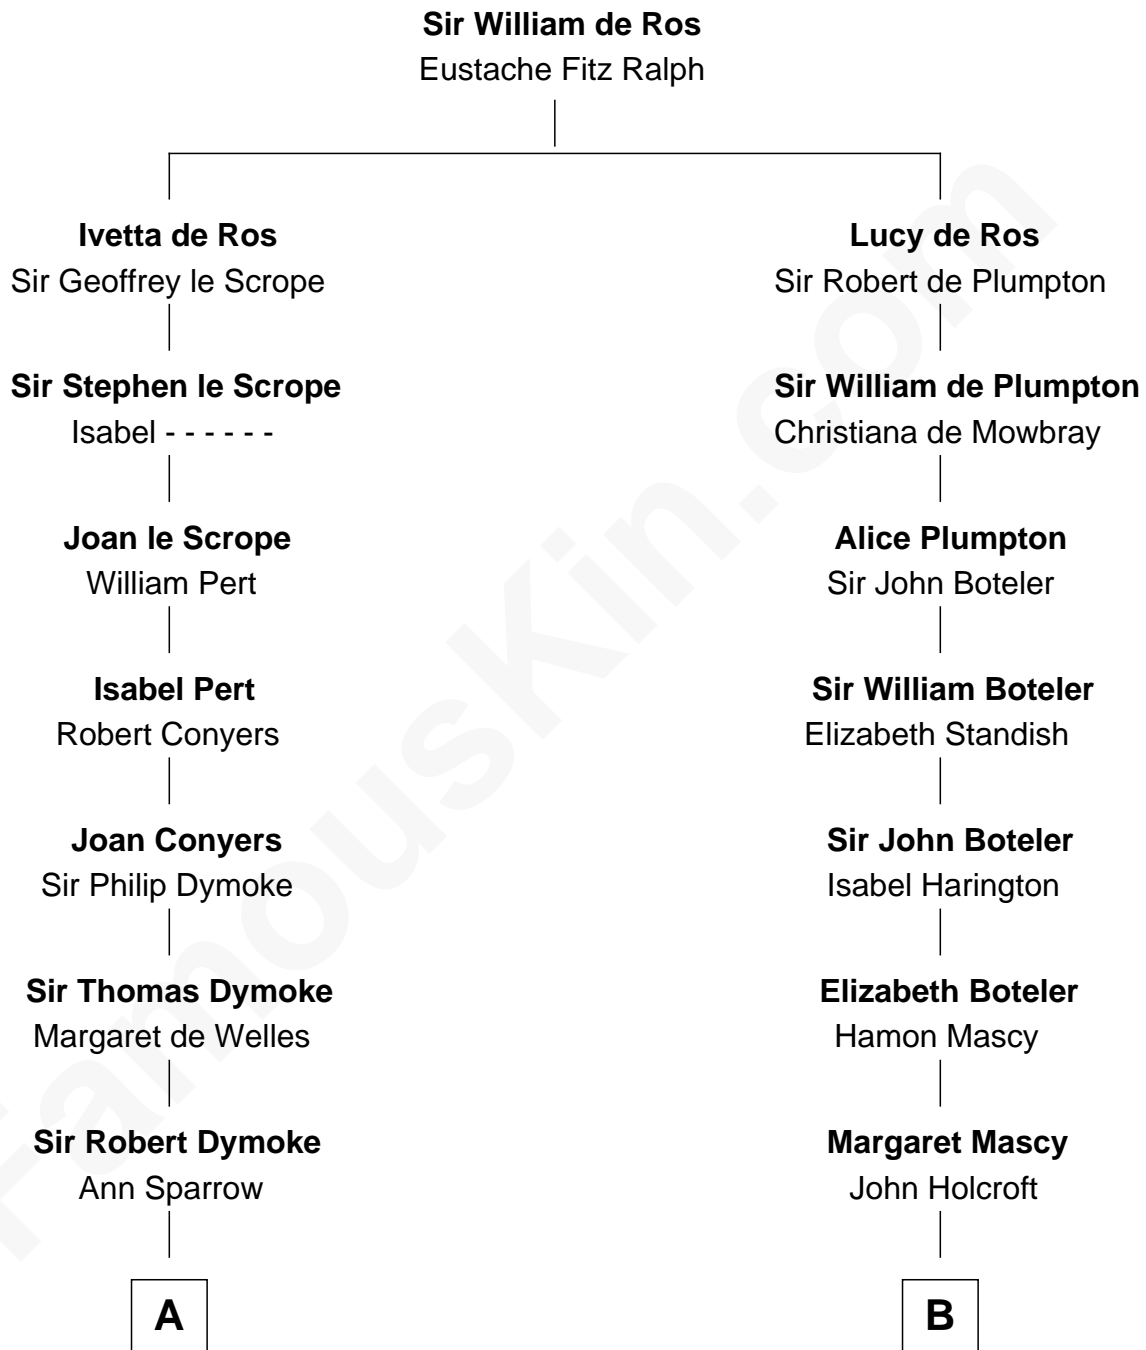 Sir William de Ros
Eustache Fitz Ralph
Ivetta de Ros
Sir Geoffrey le Scrope
Lucy de Ros
Sir Robert de Plumpton
Sir Stephen le Scrope
Isabel - - - - - -
Sir William de Plumpton
Christiana de Mowbray
Joan le Scrope
William Pert
Alice Plumpton
Sir John Boteler
Isabel Pert
Robert Conyers
Sir William Boteler
Elizabeth Standish
Joan Conyers
Sir Philip Dymoke
Sir John Boteler
Isabel Harington
Sir Thomas Dymoke
Margaret de Welles
Elizabeth Boteler
Hamon Mascy
Sir Robert Dymoke
Ann Sparrow
Margaret Mascy
John Holcroft
A
B
FamousKin.com